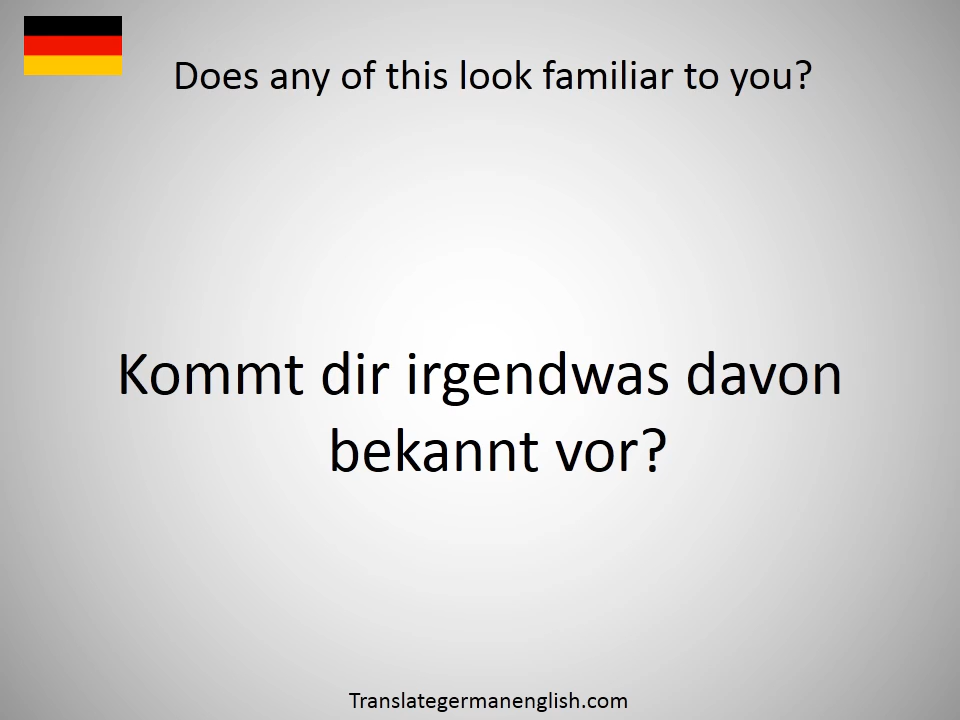 Does any of this look familiar to you?
Kommt dir irgendwas davon
bekannt vor?
Translategermanenglish.com